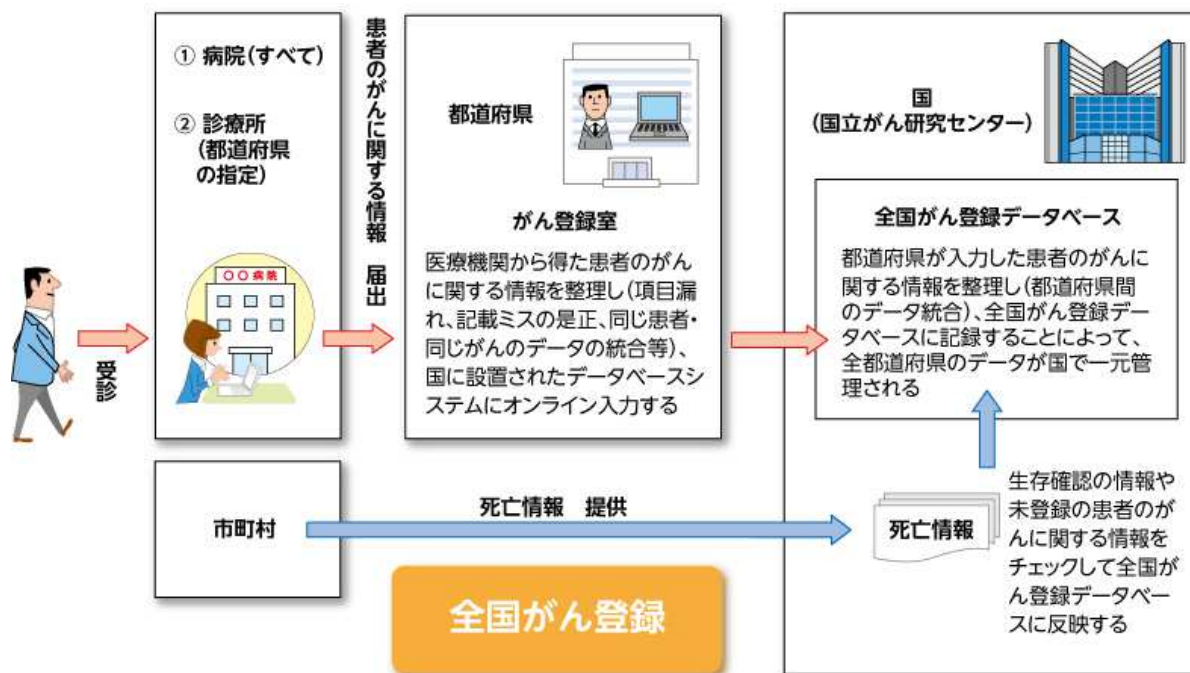 ① 病院(すべて)
② 診療所
(都道府県
の指定)
〇〇病院
受診
患者のがんに関する情報　届出
都道府県
がん登録室
医療機関から得た患者のがん
に関する情報を整理し(項目漏
れ、記載ミスの是正、同じ患者・
同じがんのデータの統合等)、
国に設置されたデータベースシ
ステムにオンライン入力する
国
(国立がん研究センター)
全国がん登録データベース
都道府県が入力した患者のがんに
関する情報を整理し(都道府県間
のデータ統合)、全国がん登録デー
タベースに記録することによって、
全都道府県のデータが国で一元管
理される
市町村
死亡情報　提供
死亡情報
生存確認の情報や
未登録の患者のが
んに関する情報を
チェックして全国が
ん登録データベー
スに反映する
全国がん登録